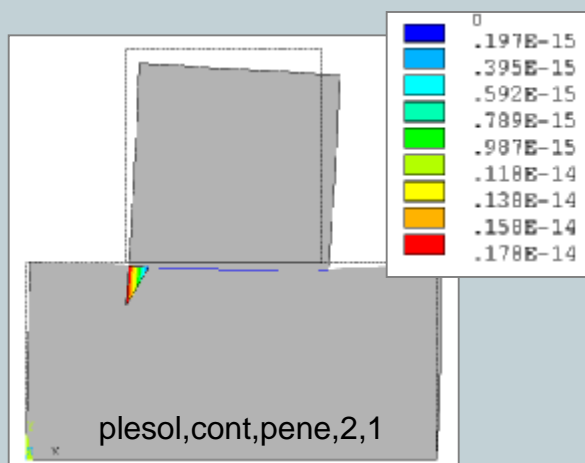 0
.197E-15
.395E-15
.592E-15
.789E-15
.987E-15
.118E-14
.138E-14
.158E-14
.178E-14
plesol,cont,pene,2,1
Y
X